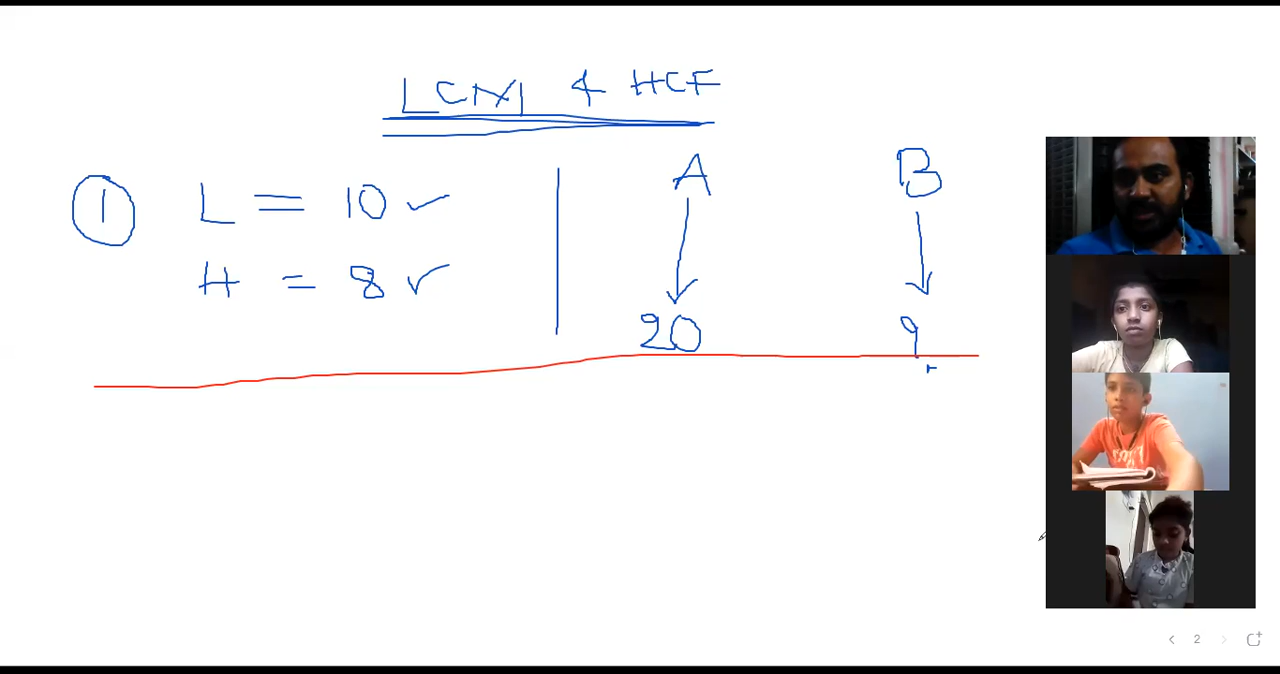 LCM & HCF
① L = 10 ✓
H = 8 ✓
A B
20 9
2